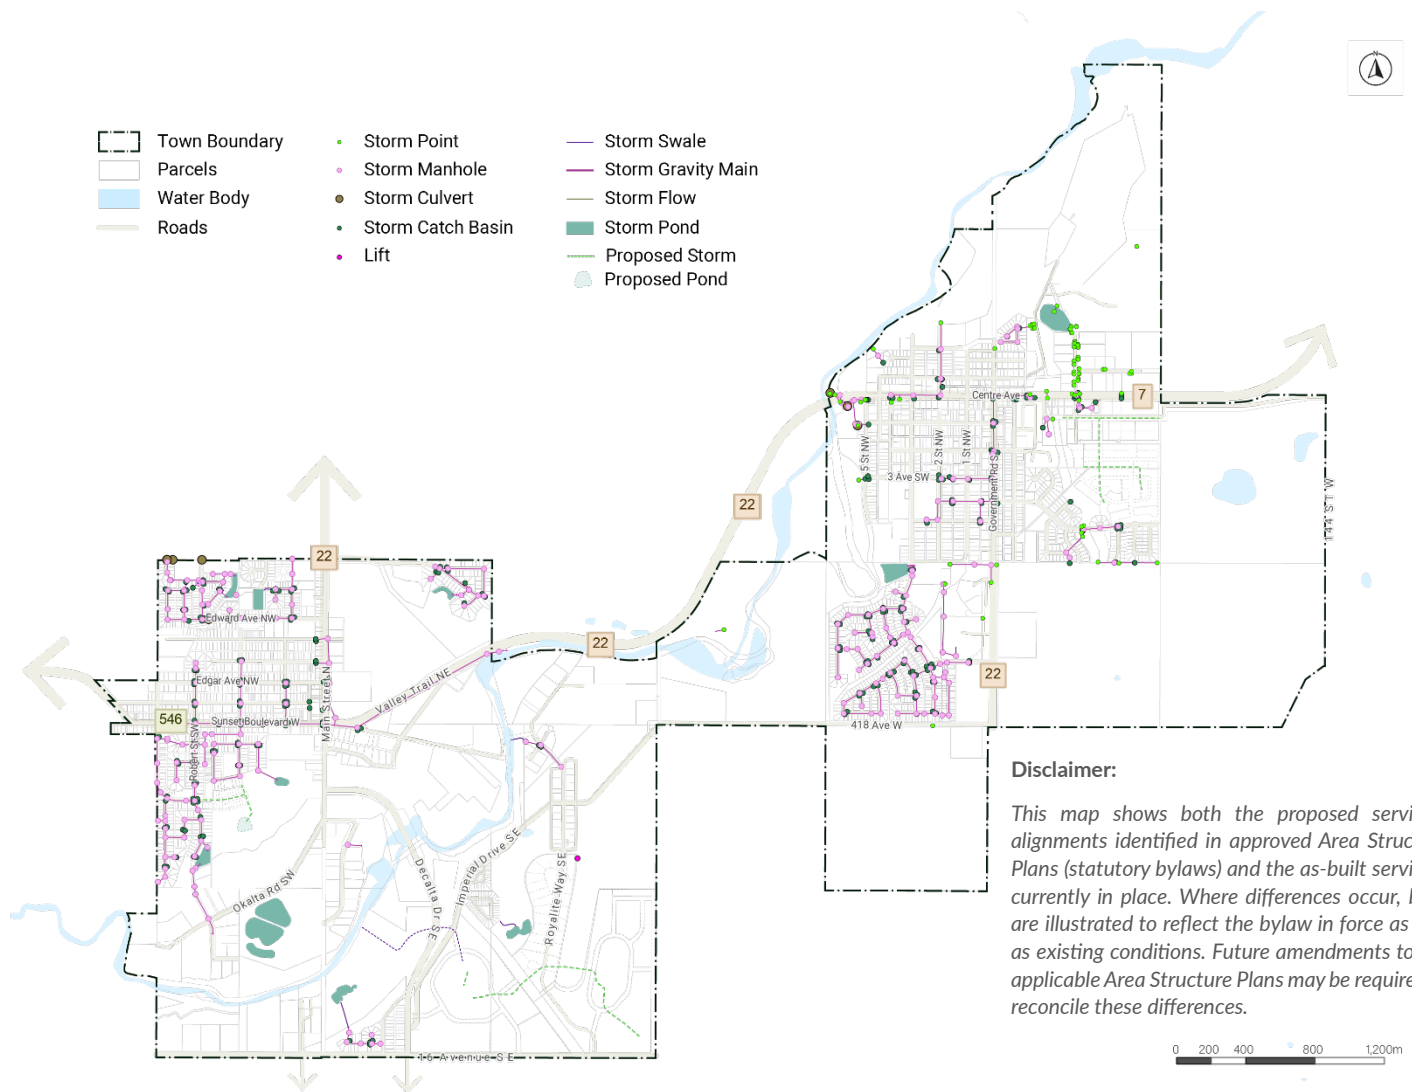 N
Town Boundary
Parcels
Water Body
Roads
Storm Point
Storm Manhole
Storm Culvert
Storm Catch Basin
Lift
Storm Swale
Storm Gravity Main
Storm Flow
Storm Pond
Proposed Storm
Proposed Pond
Centre Ave
7
5 St NW
2 St NW
1 St NW
3 Ave SW
Government Rd S
144 ST W
22
22
22
22
Edward Ave NW
Edgar Ave NW
Sunset Boulevard W
546
Main Street N
Valley Trail NE
Robert St SW
418 Ave W
Okalta Rd SW
Decalta Dr SE
Imperial Drive SE
Royalite Way SE
16 Avenue SE
Disclaimer:
This map shows both the proposed servi
alignments identified in approved Area Struc
Plans (statutory bylaws) and the as-built servi
currently in place. Where differences occur,
are illustrated to reflect the bylaw in force as
as existing conditions. Future amendments to
applicable Area Structure Plans may be require
reconcile these differences.
0 200 400 800 1,200m